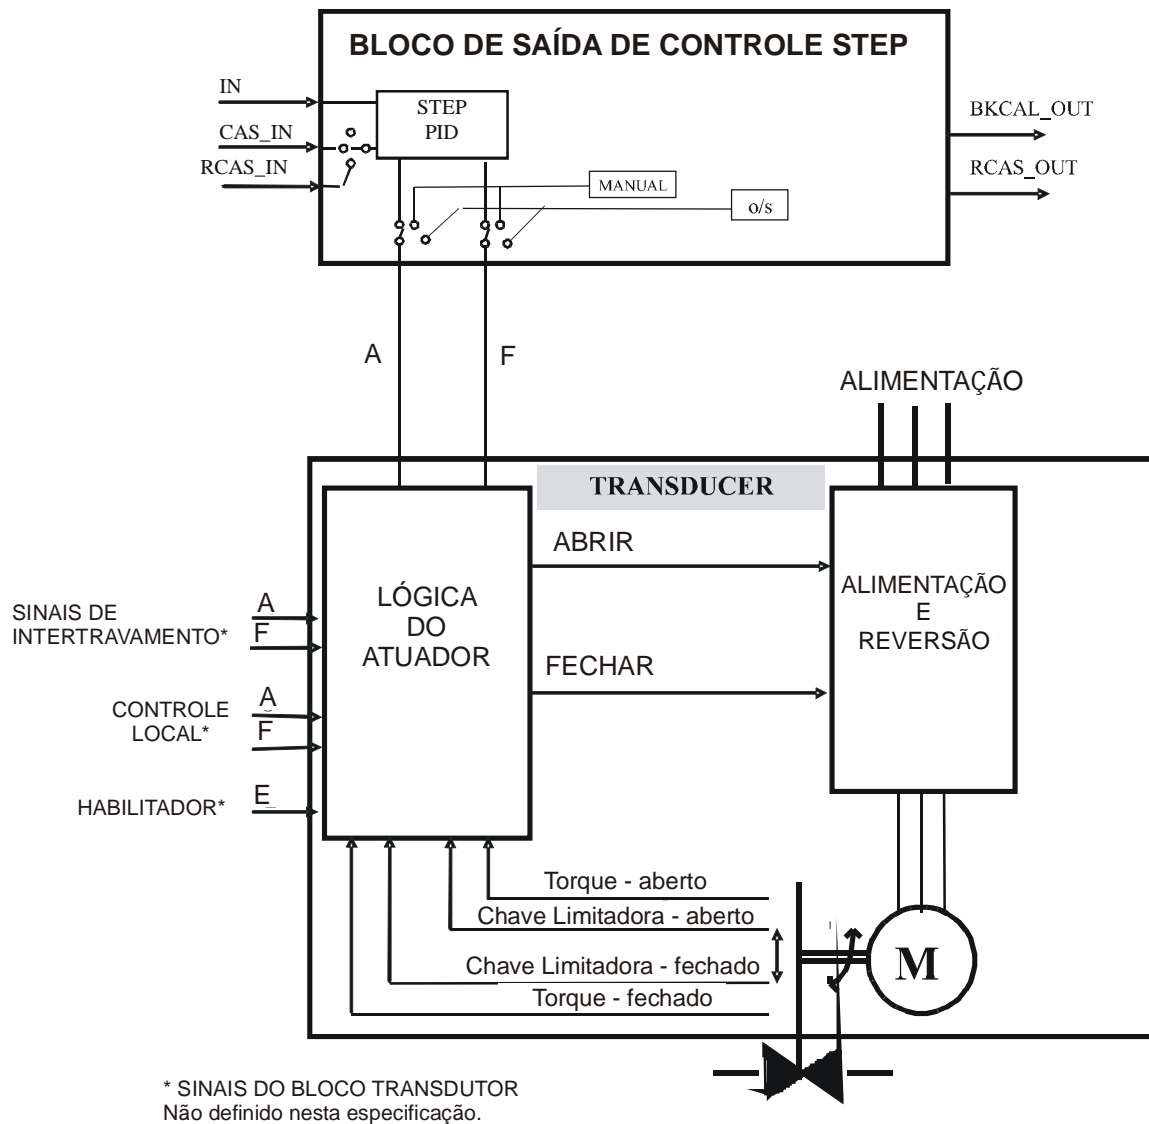 BLOCO DE SAÍDA DE CONTROLE STEP
IN
CAS_IN
RCAS_IN
STEP
PID
MANUAL
o/s
BKCAL_OUT
RCAS_OUT
A
F
ALIMENTAÇÃO
TRANSDUCER
LÓGICA
DO
ATUADOR
ABRIR
FECHAR
ALIMENTAÇÃO
E
REVERSÃO
SINAIS DE
INTERTRAVAMENTO*
A
F
CONTROLE
LOCAL*
A
F
HABILITADOR*
E
Torque - aberto
Chave Limitadora - aberto
Chave Limitadora - fechado
Torque - fechado
M
* SINAIS DO BLOCO TRANSDUTOR
Não definido nesta especificação.